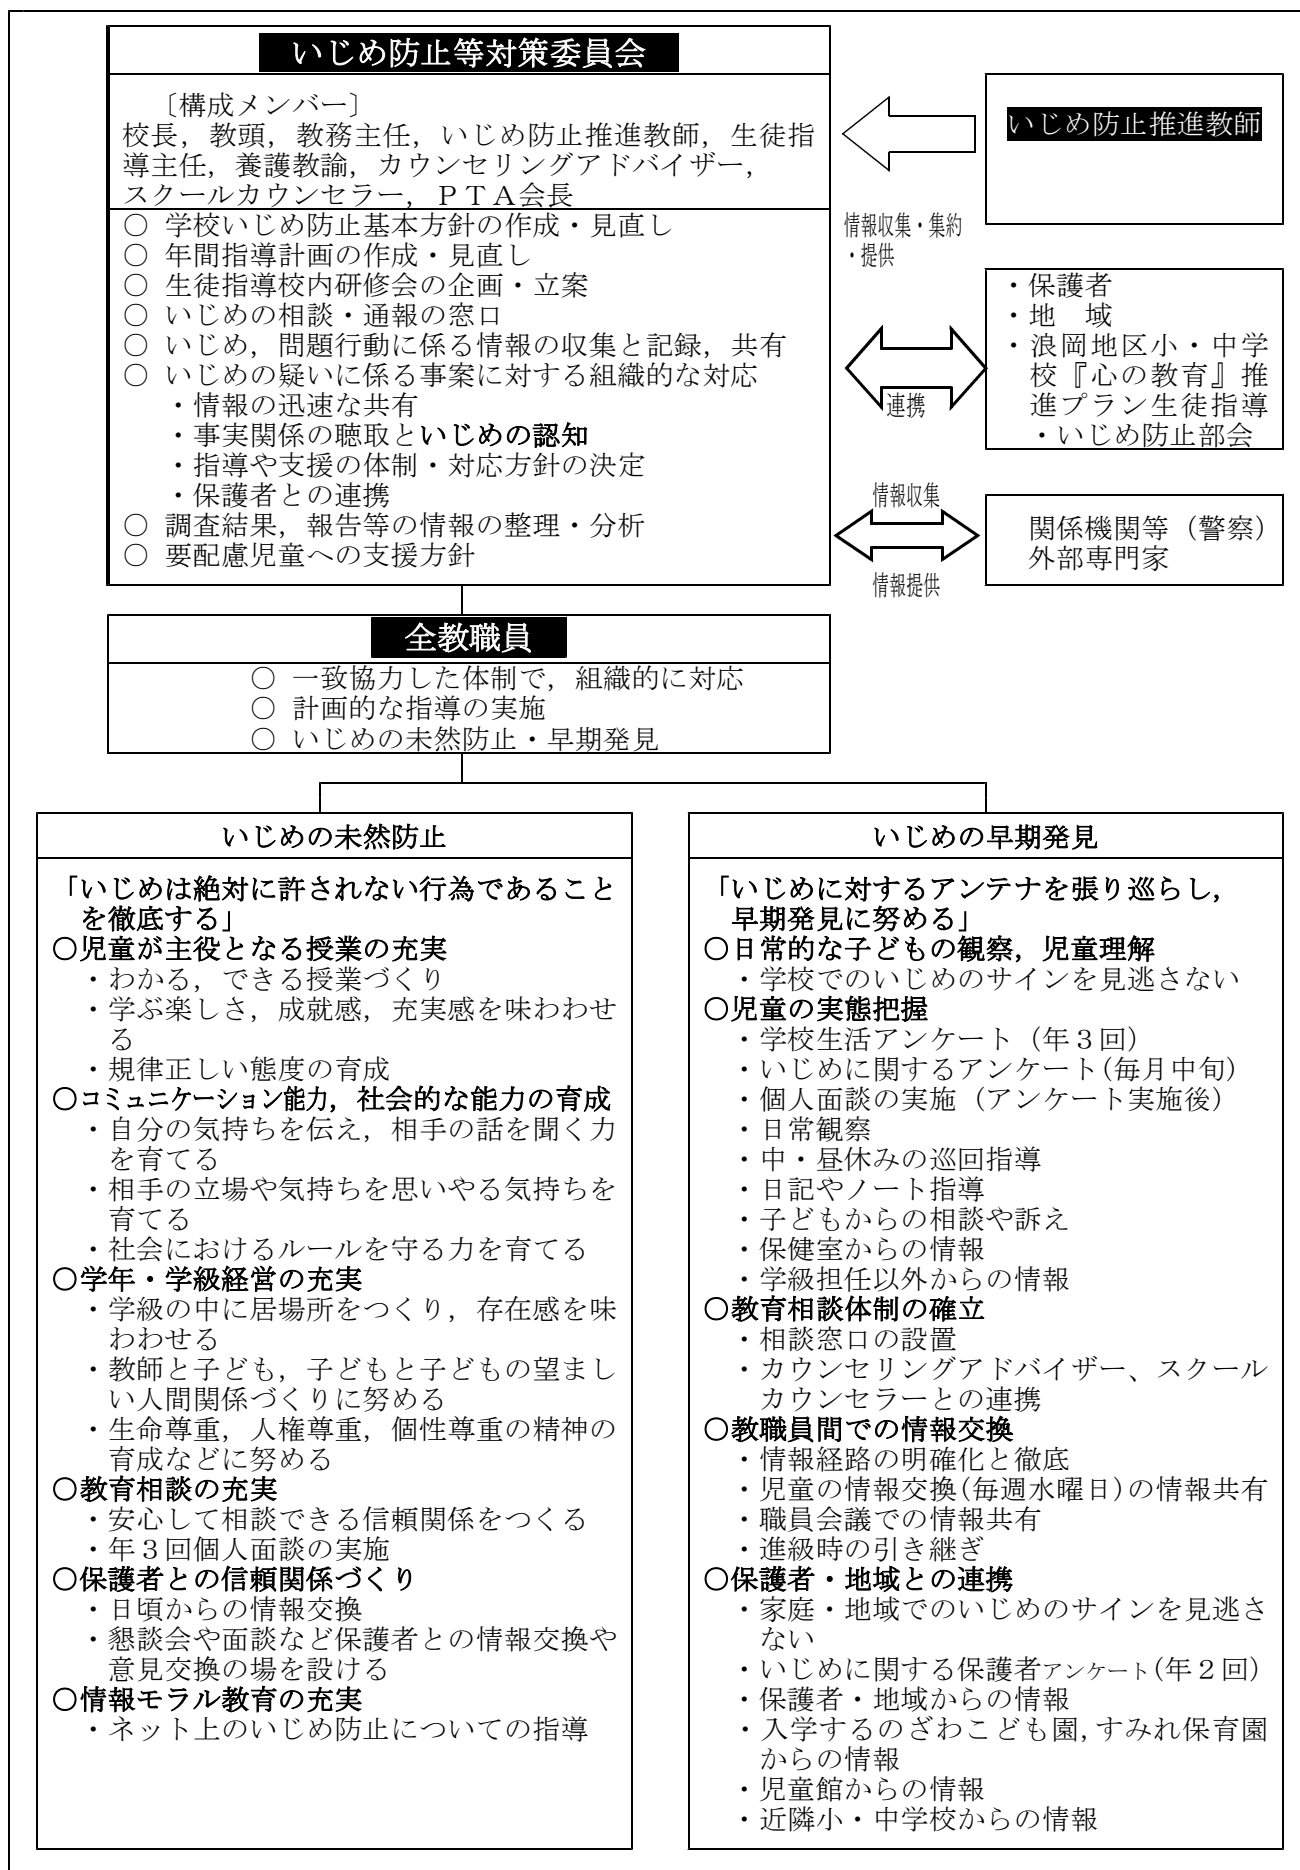 いじめ防止等対策委員会
〔構成メンバー〕
校長，教頭，教務主任，いじめ防止推進教師，生徒指
導主任，養護教諭，カウンセリングアドバイザー，
スクールカウンセラー，ＰＴＡ会長
○ 学校いじめ防止基本方針の作成・見直し
○ 年間指導計画の作成・見直し
○ 生徒指導校内研修会の企画・立案
○ いじめの相談・通報の窓口
○ いじめ，問題行動に係る情報の収集と記録，共有
○ いじめの疑いに係る事案に対する組織的な対応
・情報の迅速な共有
・事実関係の聴取といじめの認知
・指導や支援の体制・対応方針の決定
・保護者との連携
○ 調査結果，報告等の情報の整理・分析
○ 要配慮児童への支援方針
いじめ防止推進教師
情報収集・集約
・提供
・保護者
・地　域
・浪岡地区小・中学
校『心の教育』推
進プラン生徒指導
・いじめ防止部会
連携
情報収集
関係機関等（警察）
外部専門家
情報提供
全教職員
○ 一致協力した体制で，組織的に対応
○ 計画的な指導の実施
○ いじめの未然防止・早期発見
いじめの未然防止
「いじめは絶対に許されない行為であること
を徹底する」
○児童が主役となる授業の充実
・わかる，できる授業づくり
・学ぶ楽しさ，成就感，充実感を味わわせ
る
・規律正しい態度の育成
○コミュニケーション能力，社会的な能力の育成
・自分の気持ちを伝え，相手の話を聞く力
を育てる
・相手の立場や気持ちを思いやる気持ちを
育てる
・社会におけるルールを守る力を育てる
○学年・学級経営の充実
・学級の中に居場所をつくり，存在感を味
わわせる
・教師と子ども，子どもと子どもの望まし
い人間関係づくりに努める
・生命尊重，人権尊重，個性尊重の精神の
育成などに努める
○教育相談の充実
・安心して相談できる信頼関係をつくる
・年３回個人面談の実施
○保護者との信頼関係づくり
・日頃からの情報交換
・懇談会や面談など保護者との情報交換や
意見交換の場を設ける
○情報モラル教育の充実
・ネット上のいじめ防止についての指導
いじめの早期発見
「いじめに対するアンテナを張り巡らし，
早期発見に努める」
○日常的な子どもの観察，児童理解
・学校でのいじめのサインを見逃さない
○児童の実態把握
・学校生活アンケート（年３回）
・いじめに関するアンケート(毎月中旬)
・個人面談の実施（アンケート実施後）
・日常観察
・中・昼休みの巡回指導
・日記やノート指導
・子どもからの相談や訴え
・保健室からの情報
・学級担任以外からの情報
○教育相談体制の確立
・相談窓口の設置
・カウンセリングアドバイザー、スクール
カウンセラーとの連携
○教職員間での情報交換
・情報経路の明確化と徹底
・児童の情報交換(毎週水曜日)の情報共有
・職員会議での情報共有
・進級時の引き継ぎ
○保護者・地域との連携
・家庭・地域でのいじめのサインを見逃さ
ない
・いじめに関する保護者アンケート(年２回)
・保護者・地域からの情報
・入学するのざわこども園,すみれ保育園
からの情報
・児童館からの情報
・近隣小・中学校からの情報